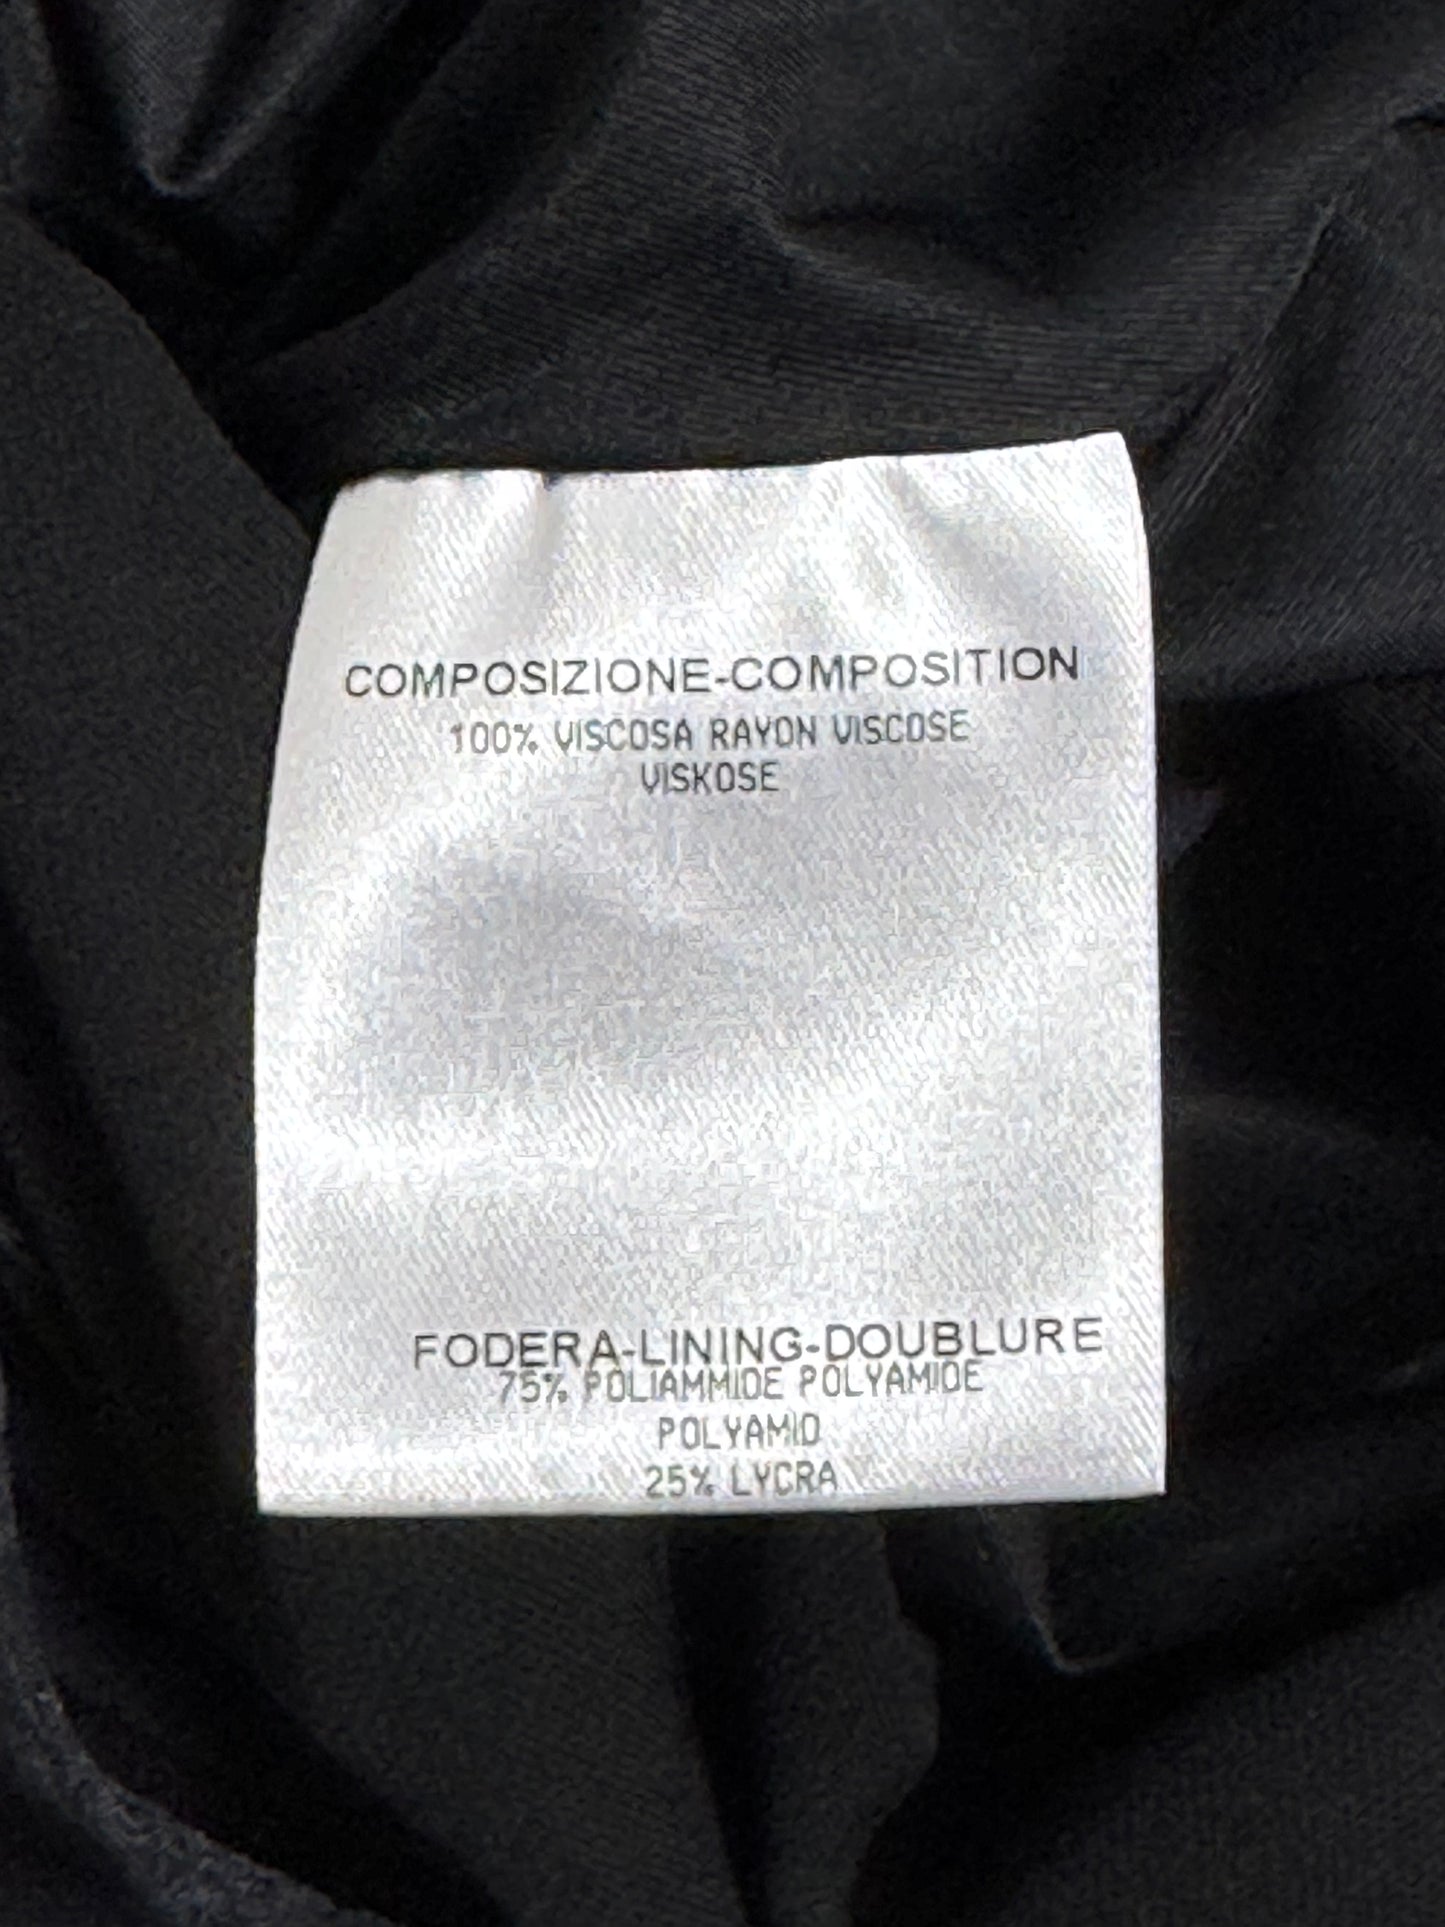 COMPOSIZIONE-COMPOSITION
100% VISCOSA RAYON VISCOSE
VISKOSE
FODERA-LINING-DOUBLURE
75% POLIAMMIDE POLYAMIDE
POLYAMID
25% LYCRA